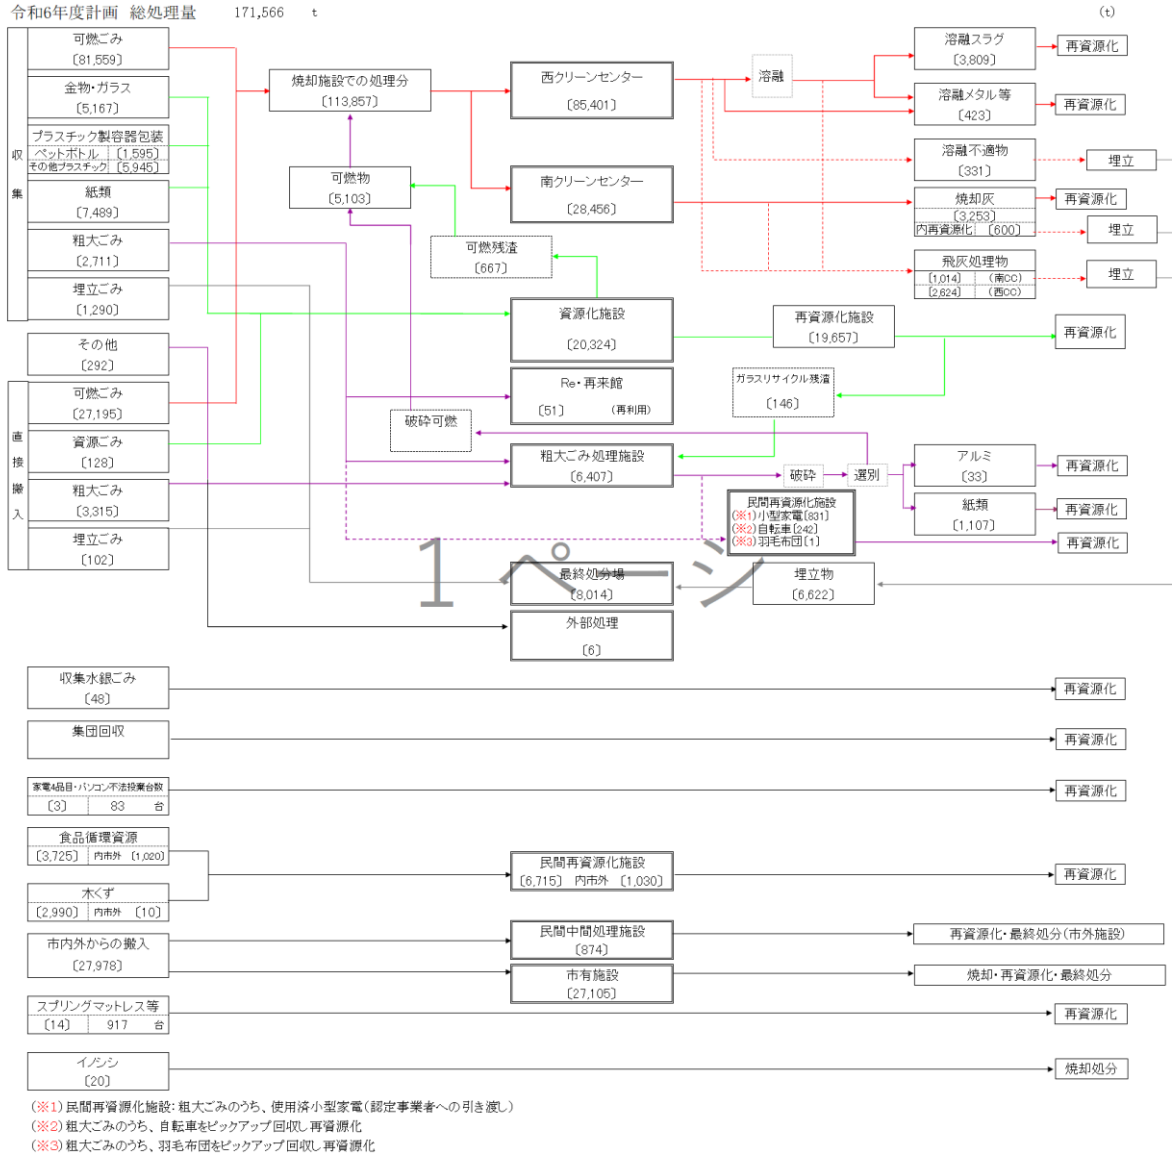 令和6年度計画 総処理量 171,566 t (t)
収集
可燃ごみ
〔81,559〕
金物・ガラス
〔5,167〕
プラスチック製容器包装
ペットボトル 〔1,595〕
その他プラスチック 〔5,945〕
紙類
〔7,489〕
粗大ごみ
〔2,711〕
埋立ごみ
〔1,290〕
その他
〔292〕
直接搬入
可燃ごみ
〔27,195〕
資源ごみ
〔128〕
粗大ごみ
〔3,315〕
埋立ごみ
〔102〕
焼却施設での処理分
〔113,857〕
可燃物
〔5,103〕
可燃残渣
〔667〕
破砕可燃
西クリーンセンター
〔85,401〕
南クリーンセンター
〔28,456〕
資源化施設
〔20,324〕
Re・再来館
〔51〕 (再利用)
粗大ごみ処理施設
〔6,407〕
最終処分場
〔8,014〕
外部処理
〔6〕
溶融
溶融スラグ
〔3,809〕
再資源化
溶融メタル等
〔423〕
再資源化
溶融不適物
〔331〕
埋立
焼却灰
〔3,253〕
内再資源化 〔600〕
再資源化
埋立
飛灰処理物
〔1,014〕 (南CC)
〔2,624〕 (西CC)
埋立
再資源化施設
〔19,657〕
再資源化
ガラスリサイクル残渣
〔146〕
破砕
選別
アルミ
〔33〕
再資源化
紙類
〔1,107〕
再資源化
民間再資源化施設
(※1)小型家電〔831〕
(※2)自転車〔242〕
(※3)羽毛布団〔1〕
再資源化
埋立物
〔6,622〕
1 ページ
収集水銀ごみ
〔48〕
再資源化
集団回収
再資源化
家電4品目・パソコン不法投棄台数
〔3〕 83 台
再資源化
食品循環資源
〔3,725〕 内市外 〔1,020〕
木くず
〔2,990〕 内市外 〔10〕
民間再資源化施設
〔6,715〕 内市外 〔1,030〕
再資源化
市内外からの搬入
〔27,978〕
民間中間処理施設
〔874〕
再資源化・最終処分(市外施設)
市有施設
〔27,105〕
焼却・再資源化・最終処分
スプリングマットレス等
〔14〕 917 台
再資源化
イノシシ
〔20〕
焼却処分
(※1)民間再資源化施設:粗大ごみのうち、使用済小型家電(認定事業者への引き渡し)
(※2)粗大ごみのうち、自転車をピックアップ回収し再資源化
(※3)粗大ごみのうち、羽毛布団をピックアップ回収し再資源化